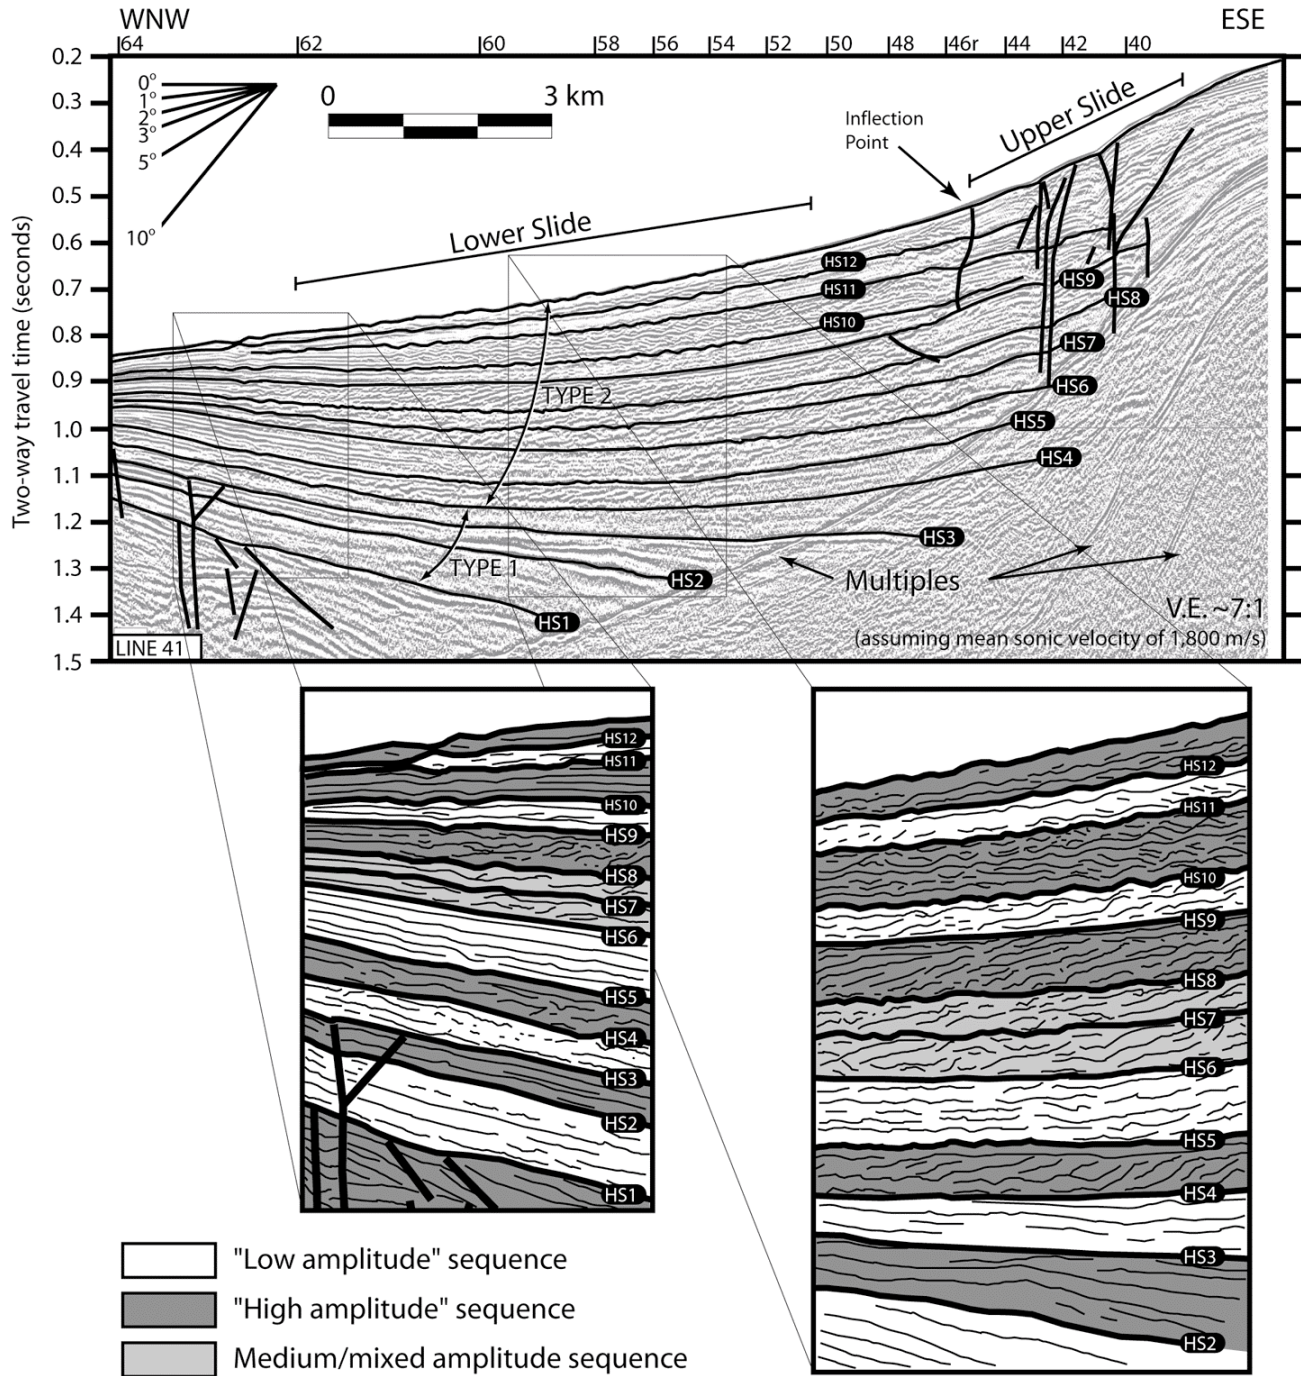 WNW ESE
64 62 60 58 56 54 52 50 48 46r 44 42 40
0.2
0.3
0.4
0.5
0.6
0.7
0.8
0.9
1.0
1.1
1.2
1.3
1.4
1.5
Two-way travel time (seconds)
0°
1°
2°
3°
5°
10°
0 3 km
Inflection
Point
Upper Slide
Lower Slide
HS12
HS11
HS10
HS9
HS8
HS7
HS6
HS5
HS4
HS3
HS2
HS1
TYPE 2
TYPE 1
Multiples
V.E. ~7:1
(assuming mean sonic velocity of 1,800 m/s)
LINE 41
HS12
HS11
HS10
HS9
HS8
HS7
HS6
HS5
HS4
HS3
HS2
HS1
HS12
HS11
HS10
HS9
HS8
HS7
HS6
HS5
HS4
HS3
HS2
"Low amplitude" sequence
"High amplitude" sequence
Medium/mixed amplitude sequence